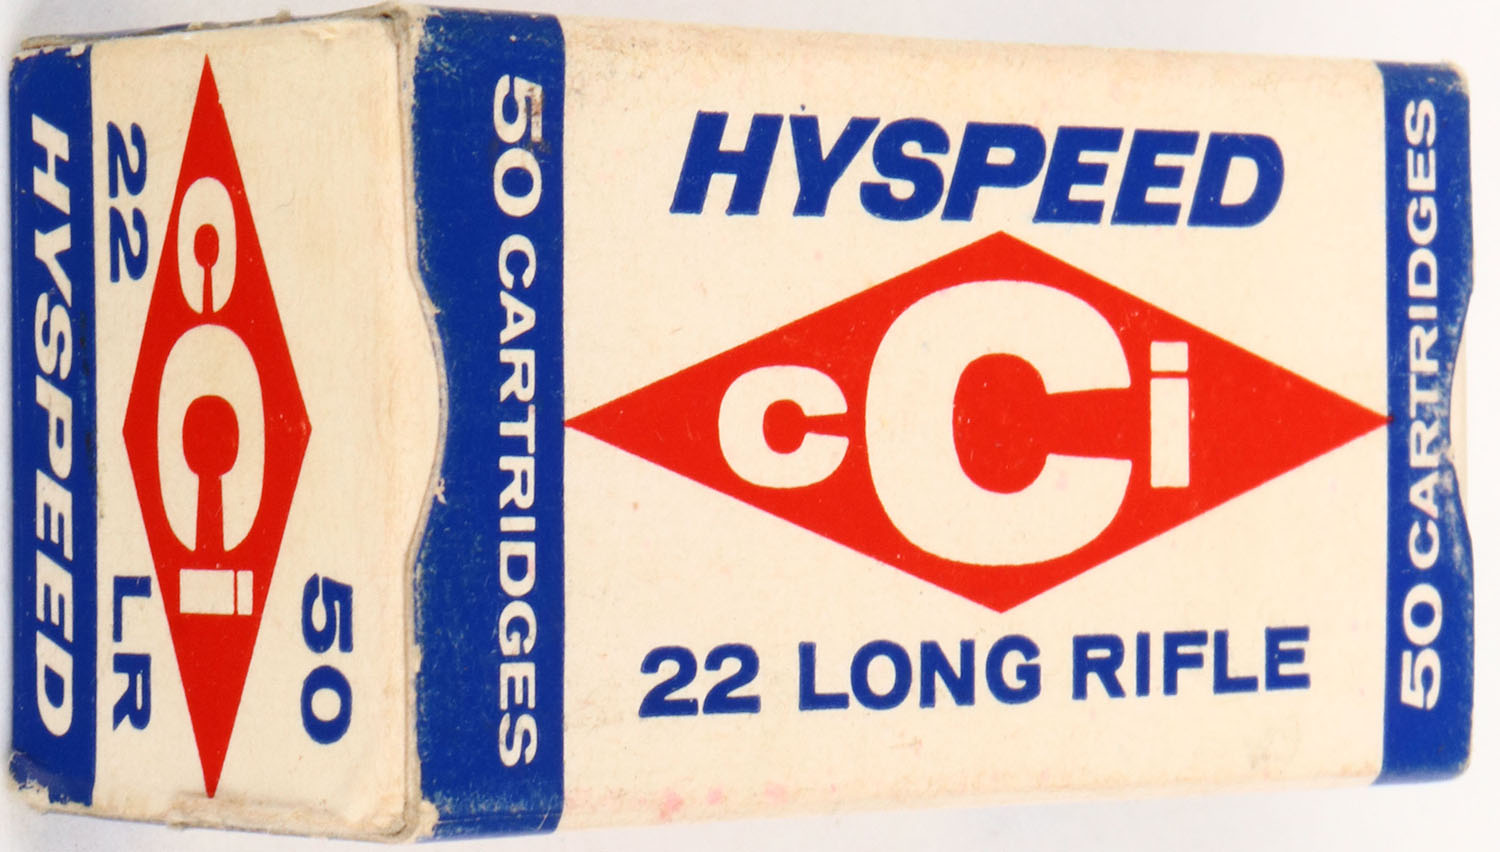 HYSPEED
cCi
22 LONG RIFLE
50 CARTRIDGES
50 CARTRIDGES
HYSPEED
22 LR
cCi
50